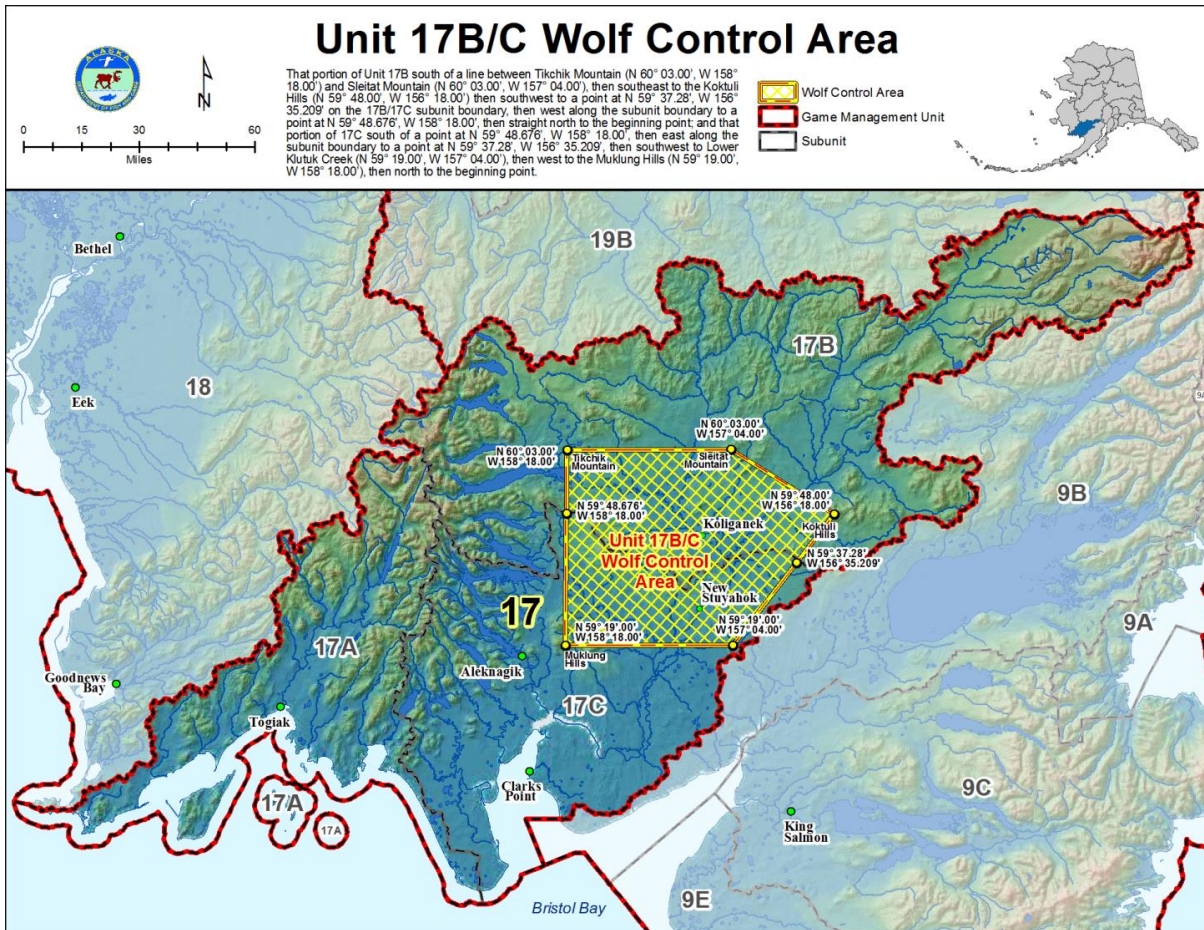 Unit 17B/C Wolf Control Area
ALASKA
DEPARTMENT OF FISH AND GAME
N
0 15 30 60
Miles
That portion of Unit 17B south of a line between Tikchik Mountain (N 60° 03.00', W 158°
18.00') and Sleitat Mountain (N 60° 03.00', W 157° 04.00'), then southeast to the Koktuli
Hills (N 59° 48.00', W 156° 18.00') then southwest to a point at N 59° 37.28', W 156°
35.209' on the 17B/17C subunit boundary, then west along the subunit boundary to a
point at N 59° 48.676', W 158° 18.00', then straight north to the beginning point; and that
portion of 17C south of a point at N 59° 48.676', W 158° 18.00', then east along the
subunit boundary to a point at N 59° 37.28', W 156° 35.209', then southwest to Lower
Klutuk Creek (N 59° 19.00', W 157° 04.00'), then west to the Muklung Hills (N 59° 19.00',
W 158° 18.00'), then north to the beginning point.
Wolf Control Area
Game Management Unit
Subunit
Bethel
19B
17B
18
Eek
N 60° 03.00'
W 158° 18.00'
Tikchik
Mountain
N 60° 03.00'
W 157° 04.00'
Sleitat
Mountain
9B
N 59° 48.676'
W 158° 18.00'
N 59° 48.00'
W 156° 18.00'
Koktuli
Hills
Koliganek
Unit 17B/C
Wolf Control
Area
N 59° 37.28'
W 156° 35.209'
New
Stuyahok
17
N 59° 19'.00'
W 158° 18.00'
N 59° 19'.00'
W 157° 04.00'
Muklung
Hills
9A
17A
Aleknagik
Goodnews
Bay
Togiak
17C
Clarks
Point
17A
17A
9C
King
Salmon
9E
Bristol Bay